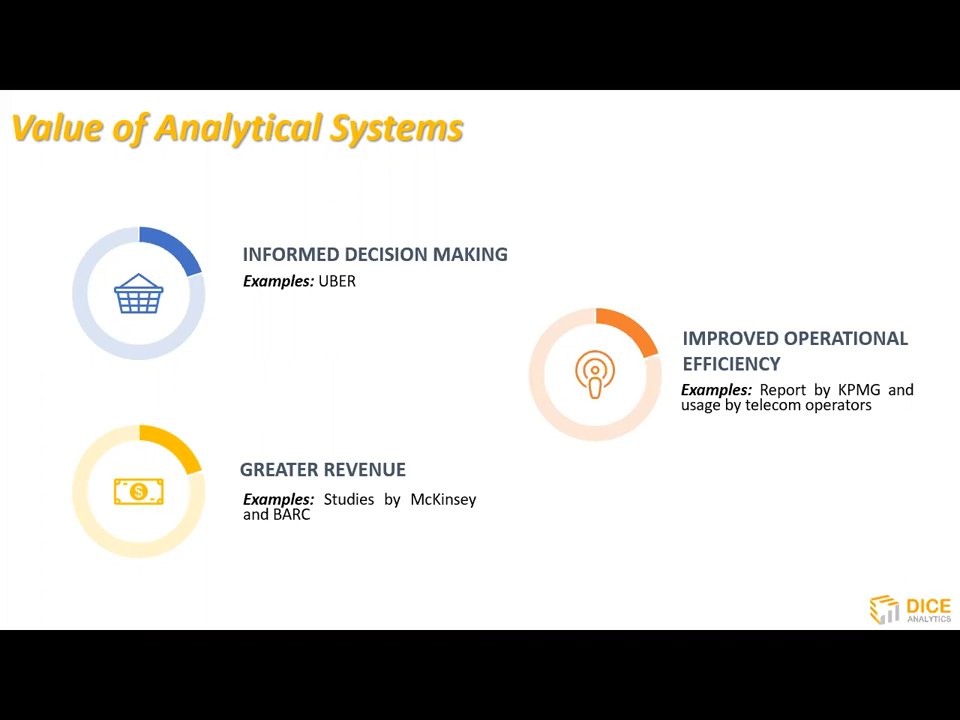 Value of Analytical Systems
INFORMED DECISION MAKING
Examples: UBER
IMPROVED OPERATIONAL
EFFICIENCY
Examples: Report by KPMG and
usage by telecom operators
GREATER REVENUE
Examples: Studies by McKinsey
and BARC
$
DICE
ANALYTICS